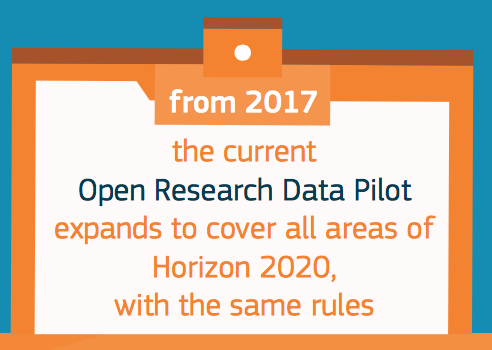 from 2017
the current
Open Research Data Pilot
expands to cover all areas of
Horizon 2020,
with the same rules